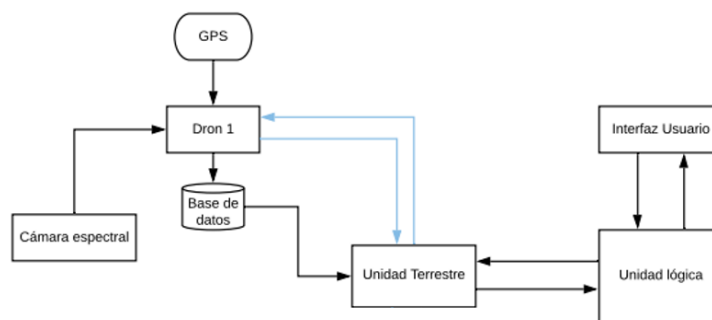 GPS
Dron 1
Interfaz Usuario
Base de
datos
Cámara espectral
Unidad Terrestre
Unidad lógica